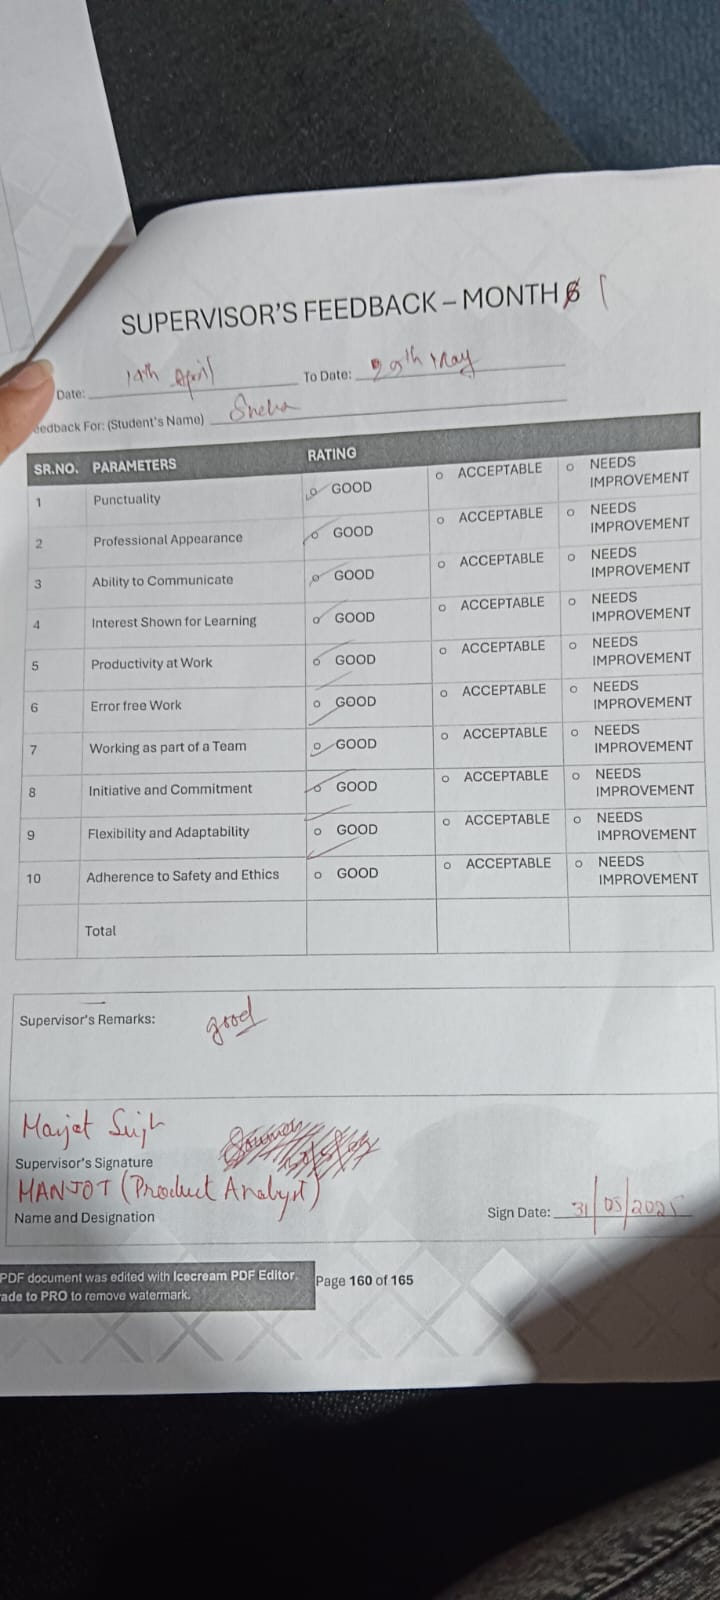 SUPERVISOR'S FEEDBACK – MONTH 1
Date: 14th April To Date: 29th May
eedback For: (Student's Name) Sneha
SR.NO. PARAMETERS RATING
1 Punctuality GOOD ACCEPTABLE NEEDS IMPROVEMENT
2 Professional Appearance GOOD ACCEPTABLE NEEDS IMPROVEMENT
3 Ability to Communicate GOOD ACCEPTABLE NEEDS IMPROVEMENT
4 Interest Shown for Learning GOOD ACCEPTABLE NEEDS IMPROVEMENT
5 Productivity at Work GOOD ACCEPTABLE NEEDS IMPROVEMENT
6 Error free Work GOOD ACCEPTABLE NEEDS IMPROVEMENT
7 Working as part of a Team GOOD ACCEPTABLE NEEDS IMPROVEMENT
8 Initiative and Commitment GOOD ACCEPTABLE NEEDS IMPROVEMENT
9 Flexibility and Adaptability GOOD ACCEPTABLE NEEDS IMPROVEMENT
10 Adherence to Safety and Ethics GOOD ACCEPTABLE NEEDS IMPROVEMENT
Total
Supervisor's Remarks: good
Supervisor's Signature
MANJOT (Product Analyst)
Name and Designation
Sign Date: 31/05/2025
PDF document was edited with Icecream PDF Editor.
ade to PRO to remove watermark.
Page 160 of 165